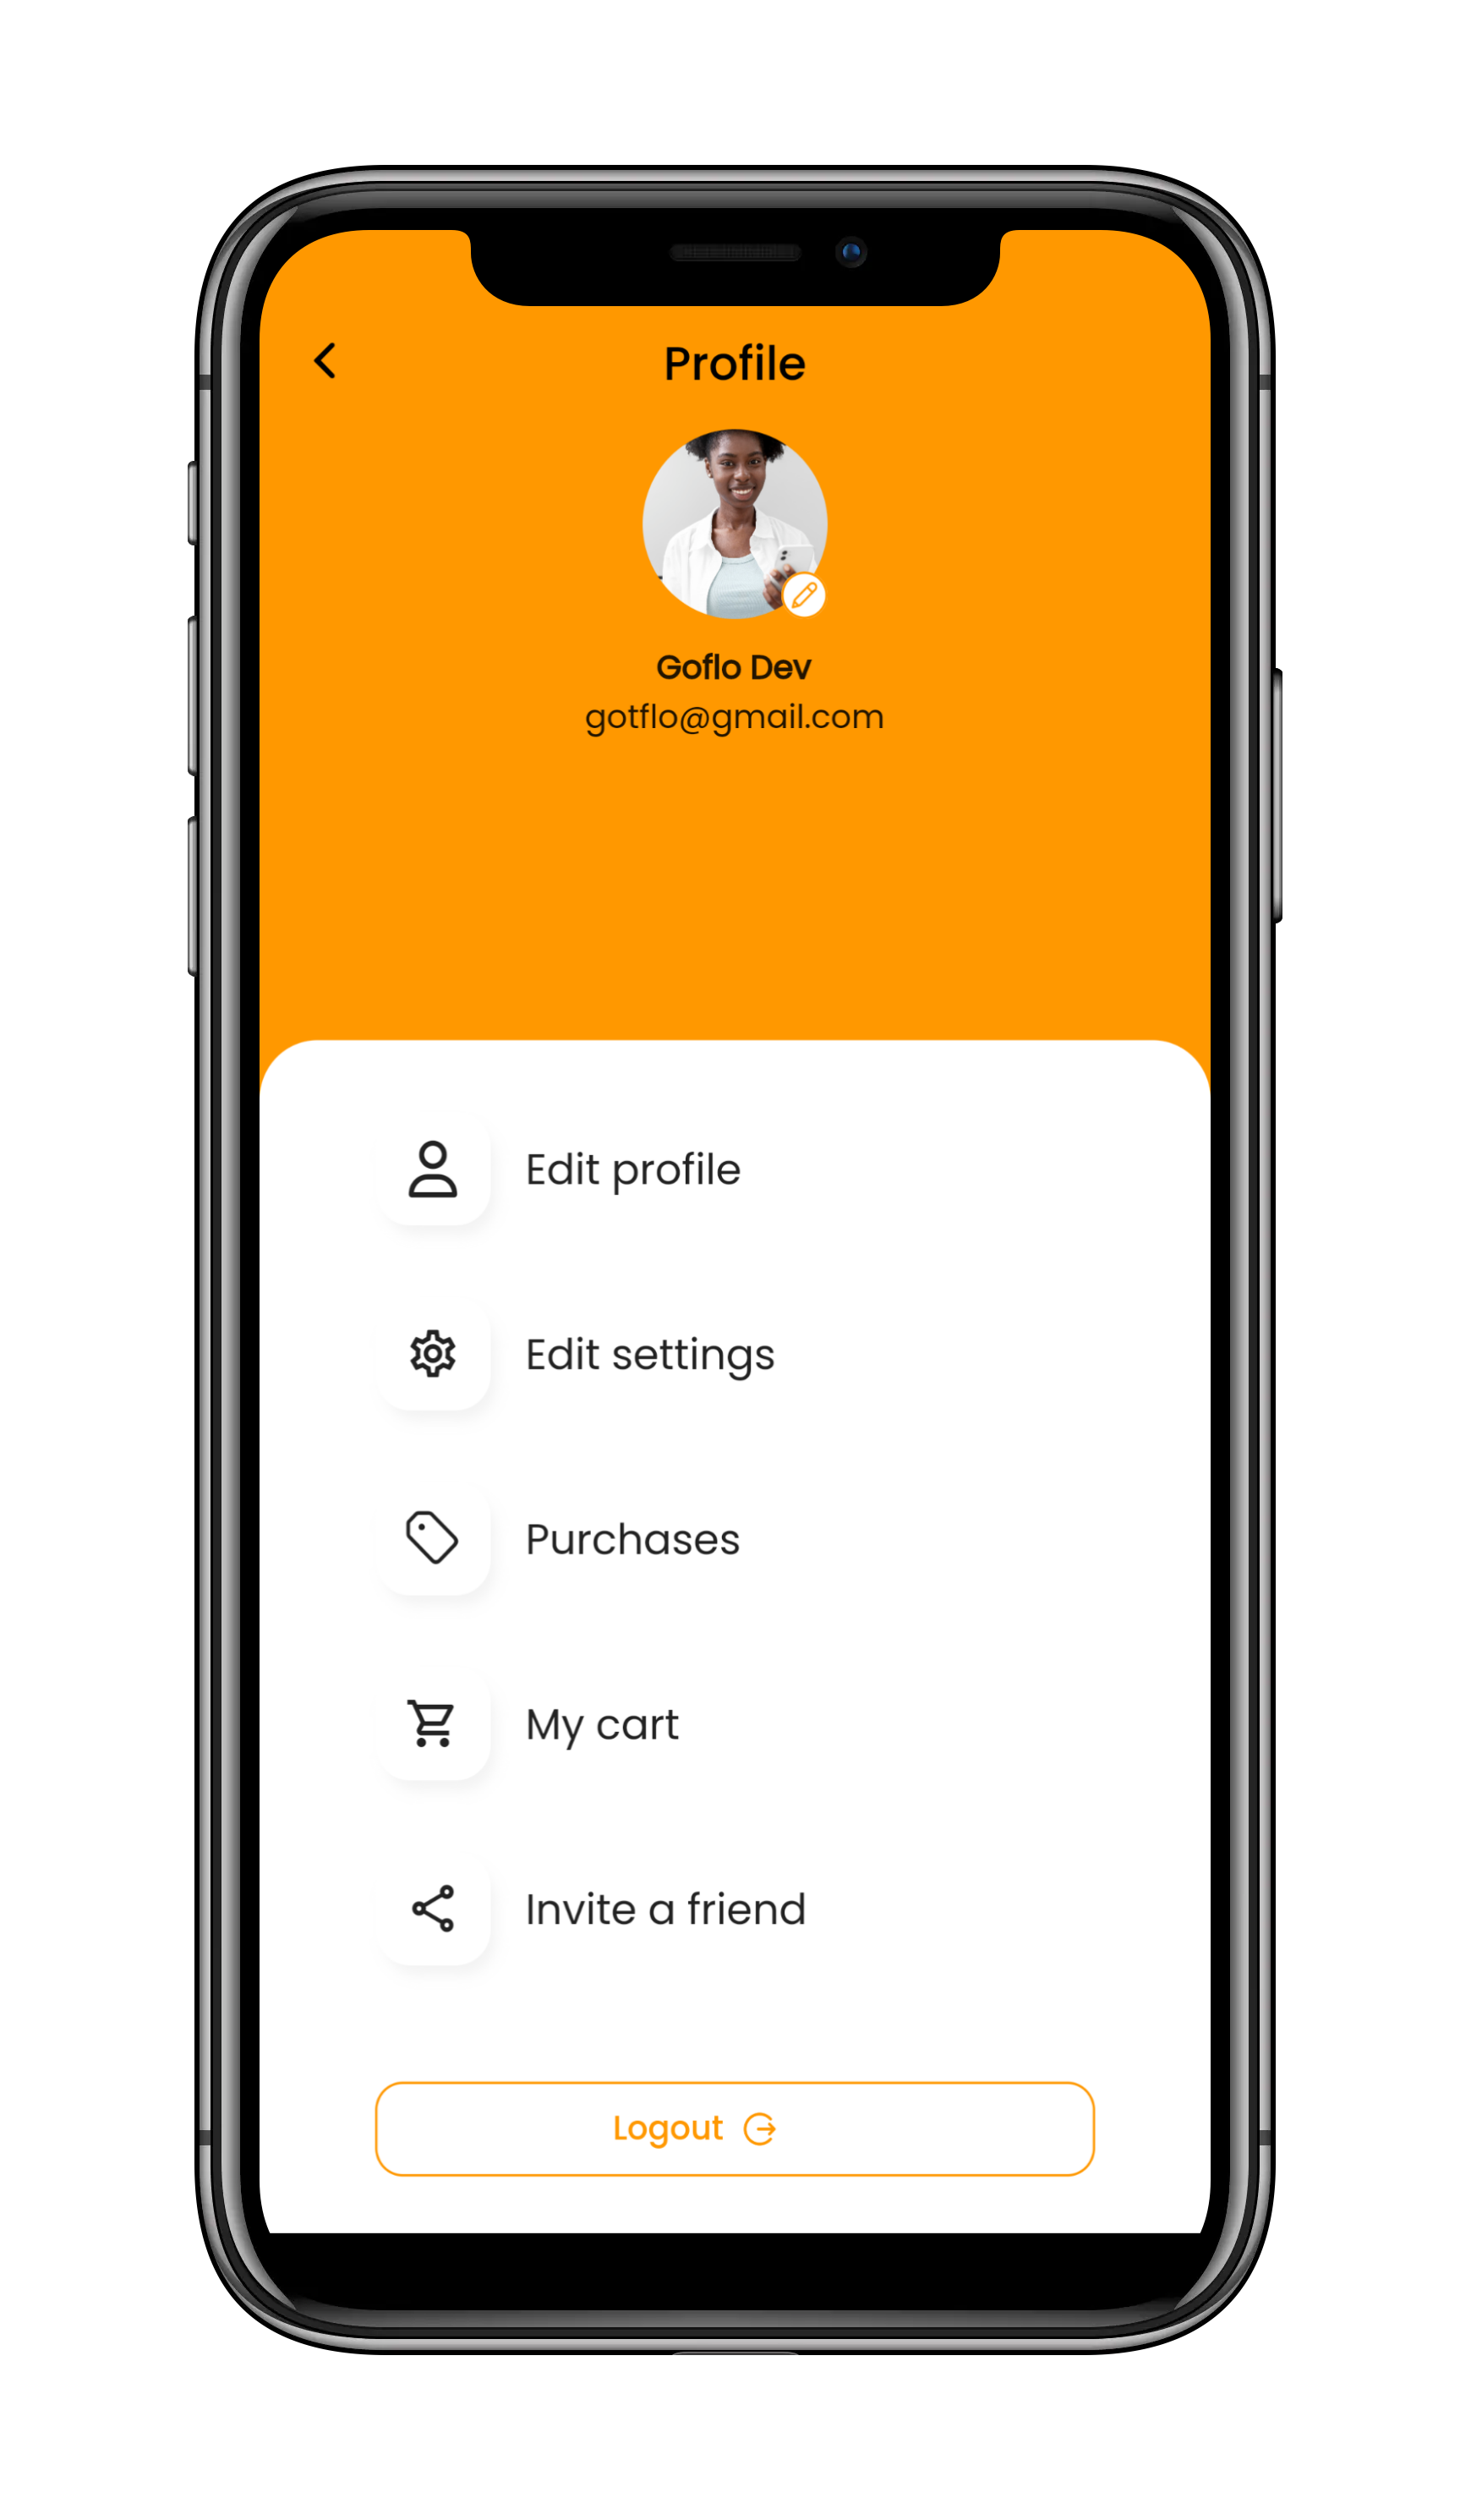 Profile
Goflo Dev
gotflo@gmail.com
Edit profile
Edit settings
Purchases
My cart
Invite a friend
Logout